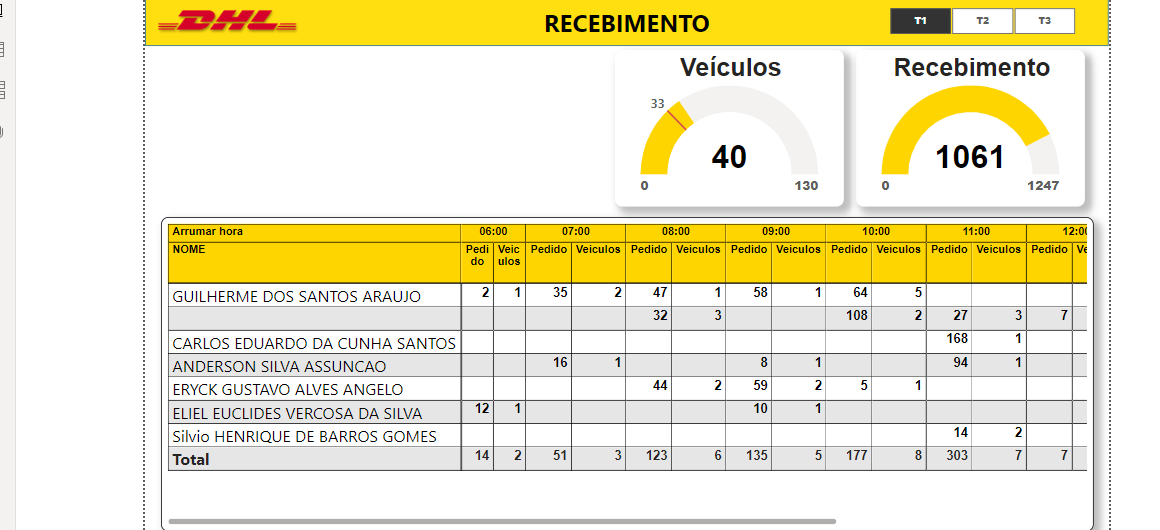 DHL RECEBIMENTO T1 T2 T3
Veículos
33
40
0 130
Recebimento
1061
0 1247
Arrumar hora 06:00 07:00 08:00 09:00 10:00 11:00 12:00
NOME Pedido Veiculos Pedido Veiculos Pedido Veiculos Pedido Veiculos Pedido Veiculos Pedido Veiculos Pedido
GUILHERME DOS SANTOS ARAUJO 2 1 35 2 47 1 58 1 64 5
32 3 108 2 27 3 7
CARLOS EDUARDO DA CUNHA SANTOS 168 1
ANDERSON SILVA ASSUNCAO 16 1 8 1 94 1
ERYCK GUSTAVO ALVES ANGELO 44 2 59 2 5 1
ELIEL EUCLIDES VERCOSA DA SILVA 12 1 10 1
Silvio HENRIQUE DE BARROS GOMES 14 2
Total 14 2 51 3 123 6 135 5 177 8 303 7 7